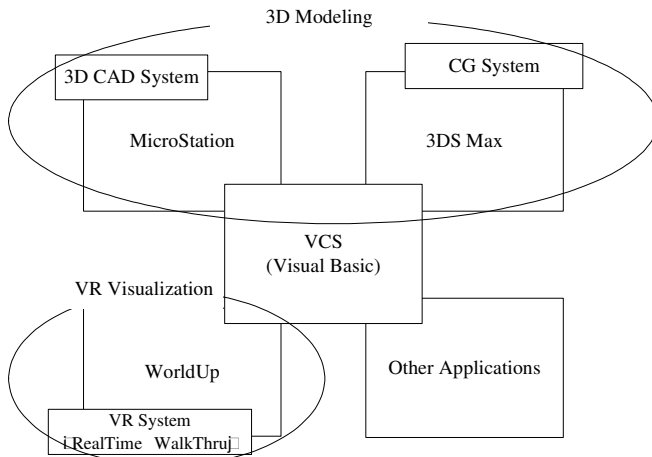 3D Modeling
3D CAD System
CG System
MicroStation
3DS Max
VCS
(Visual Basic)
VR Visualization
WorldUp
Other Applications
VR System
i RealTime WalkThruj